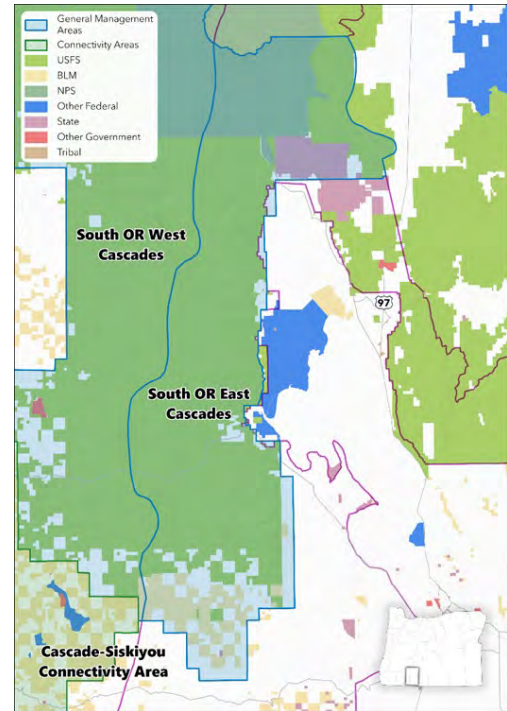 General Management
Areas
Connectivity Areas
USFS
BLM
NPS
Other Federal
State
Other Government
Tribal
South OR West
Cascades
97
South OR East
Cascades
Cascade-Siskiyou
Connectivity Area